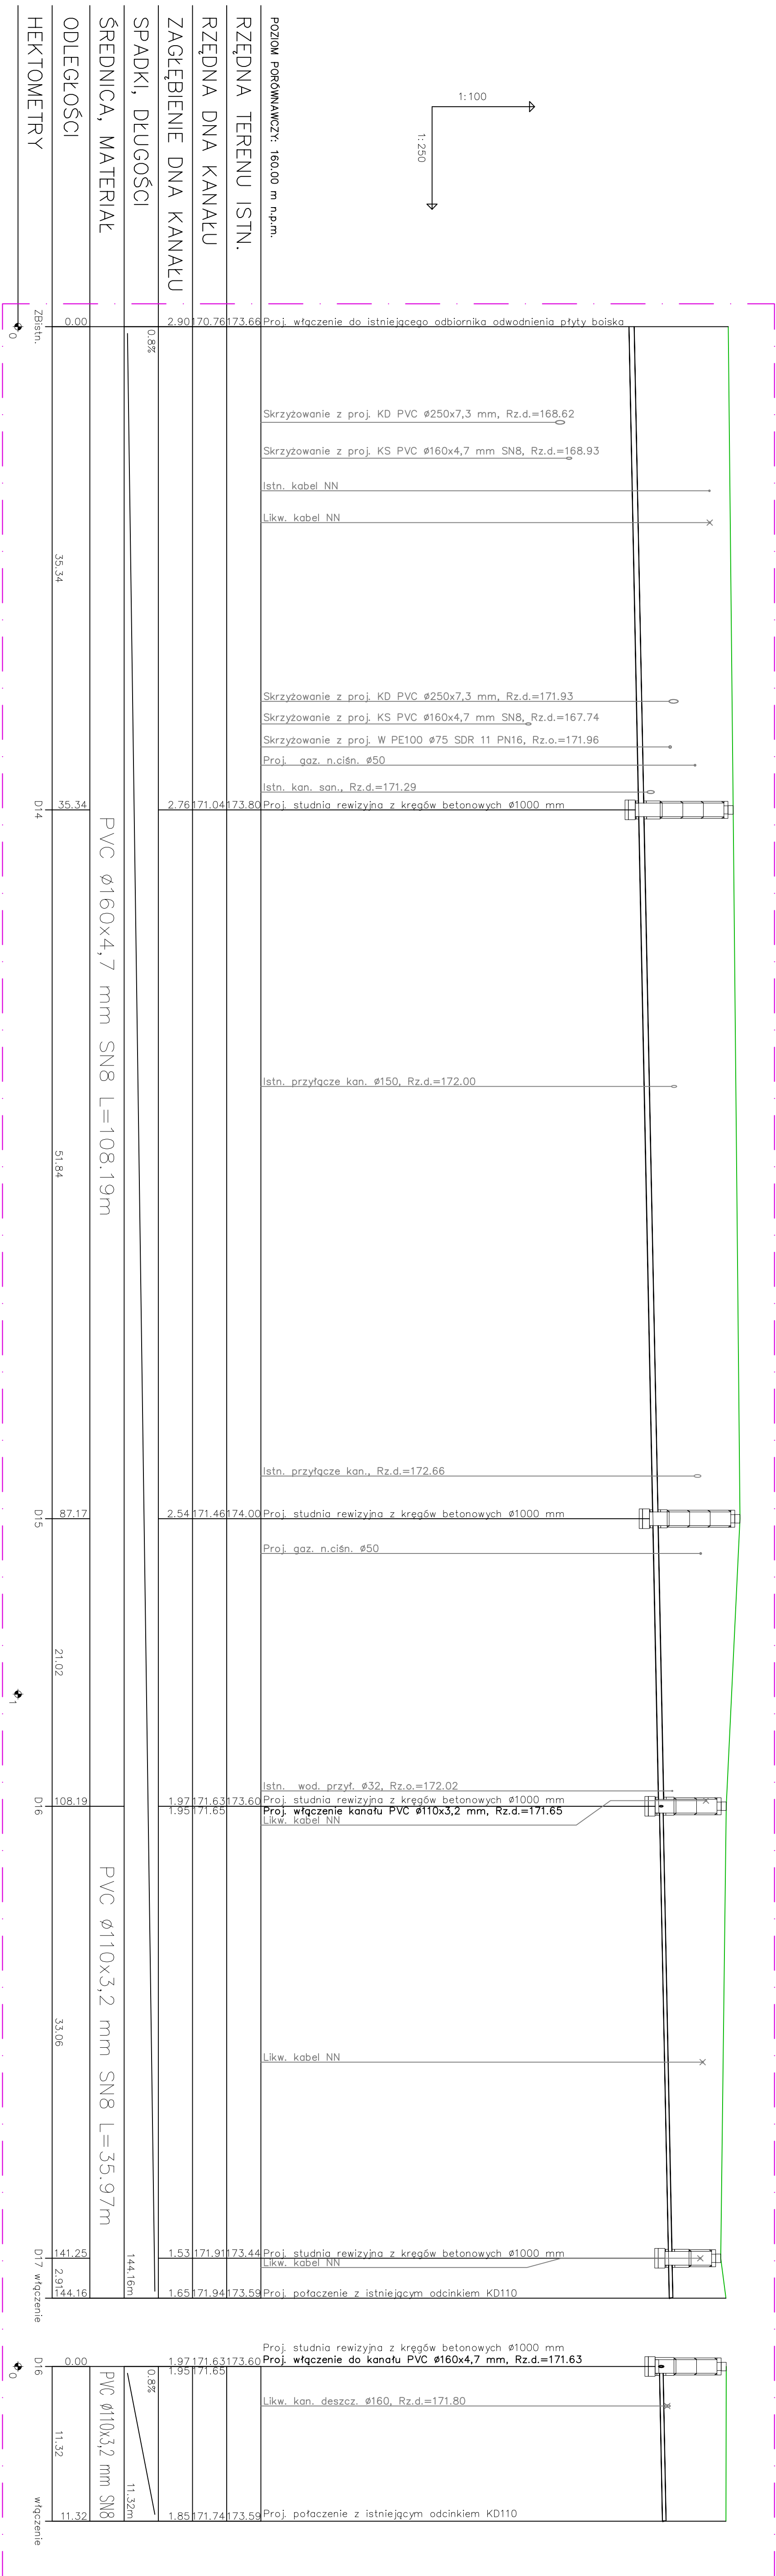 1:100
1:250
POZIOM PORÓWNAWCZY: 160.00 m n.p.m.
RZĘDNA TERENU ISTN.
RZĘDNA DNA KANAŁU
ZAGŁĘBIENIE DNA KANAŁU
SPADKI, DŁUGOŚCI
ŚREDNICA, MATERIAŁ
ODLEGŁOŚCI
HEKTOMETRY
ZBistn. 0.00 2.90 170.76 173.66 Proj. włączenie do istniejącego odbiornika odwodnienia płyty boiska
0
0.8%
Skrzyżowanie z proj. KD PVC ø250x7,3 mm, Rz.d.=168.62
Skrzyżowanie z proj. KS PVC ø160x4,7 mm SN8, Rz.d.=168.93
Istn. kabel NN
Likw. kabel NN
35.34
Skrzyżowanie z proj. KD PVC ø250x7,3 mm, Rz.d.=171.93
Skrzyżowanie z proj. KS PVC ø160x4,7 mm SN8, Rz.d.=167.74
Skrzyżowanie z proj. W PE100 ø75 SDR 11 PN16, Rz.o.=171.96
Proj. gaz. n.ciśn. ø50
Istn. kan. san., Rz.d.=171.29
D14 35.34 2.76 171.04 173.80 Proj. studnia rewizyjna z kręgów betonowych ø1000 mm
PVC ø160x4,7 mm SN8 L=108.19m
Istn. przyłącze kan. ø150, Rz.d.=172.00
51.84
Istn. przyłącze kan., Rz.d.=172.66
D15 87.17 2.54 171.46 174.00 Proj. studnia rewizyjna z kręgów betonowych ø1000 mm
Proj. gaz. n.ciśn. ø50
21.02
1
Istn. wod. przył. ø32, Rz.o.=172.02
D16 108.19 1.97 171.63 173.60 Proj. studnia rewizyjna z kręgów betonowych ø1000 mm
1.95 171.65 Proj. włączenie kanału PVC ø110x3,2 mm, Rz.d.=171.65
Likw. kabel NN
PVC ø110x3,2 mm SN8 L=35.97m
33.06
Likw. kabel NN
D17 141.25 1.53 171.91 173.44 Proj. studnia rewizyjna z kręgów betonowych ø1000 mm
Likw. kabel NN
2.91
144.16m
włączenie 144.16 1.65 171.94 173.59 Proj. połaczenie z istniejącym odcinkiem KD110
Proj. studnia rewizyjna z kręgów betonowych ø1000 mm
D16 0.00 1.97 171.63 173.60 Proj. włączenie do kanału PVC ø160x4,7 mm, Rz.d.=171.63
1.95 171.65
0
0.8%
PVC ø110x3,2 mm SN8
Likw. kan. deszcz. ø160, Rz.d.=171.80
11.32
11.32m
włączenie 11.32 1.85 171.74 173.59 Proj. połaczenie z istniejącym odcinkiem KD110